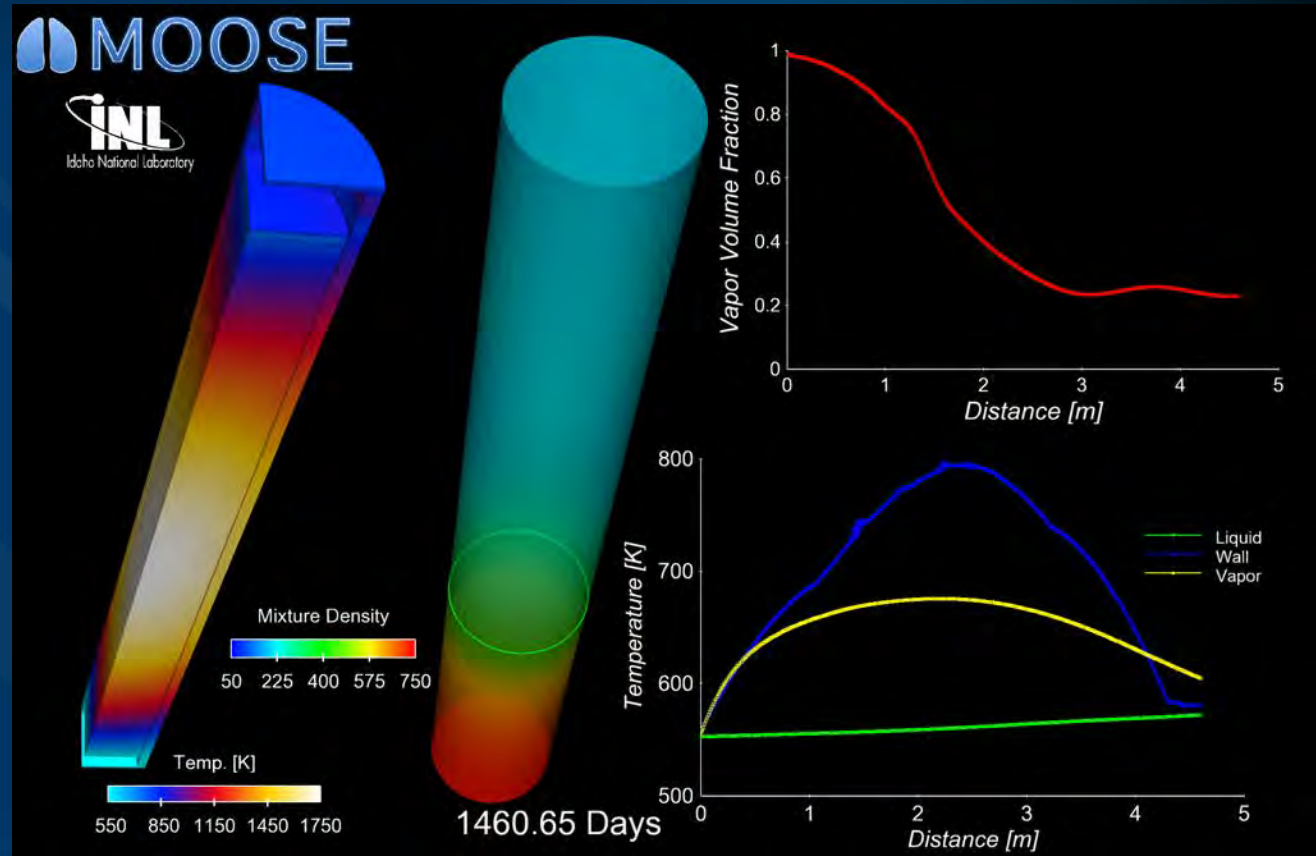 MOOSE
INL
Idaho National Laboratory
Mixture Density
50 225 400 575 750
Temp. [K]
550 850 1150 1450 1750
1460.65 Days
Vapor Volume Fraction
1
0.8
0.6
0.4
0.2
0
0 1 2 3 4 5
Distance [m]
Temperature [K]
800
700
600
500
Liquid
Wall
Vapor
0 1 2 3 4 5
Distance [m]